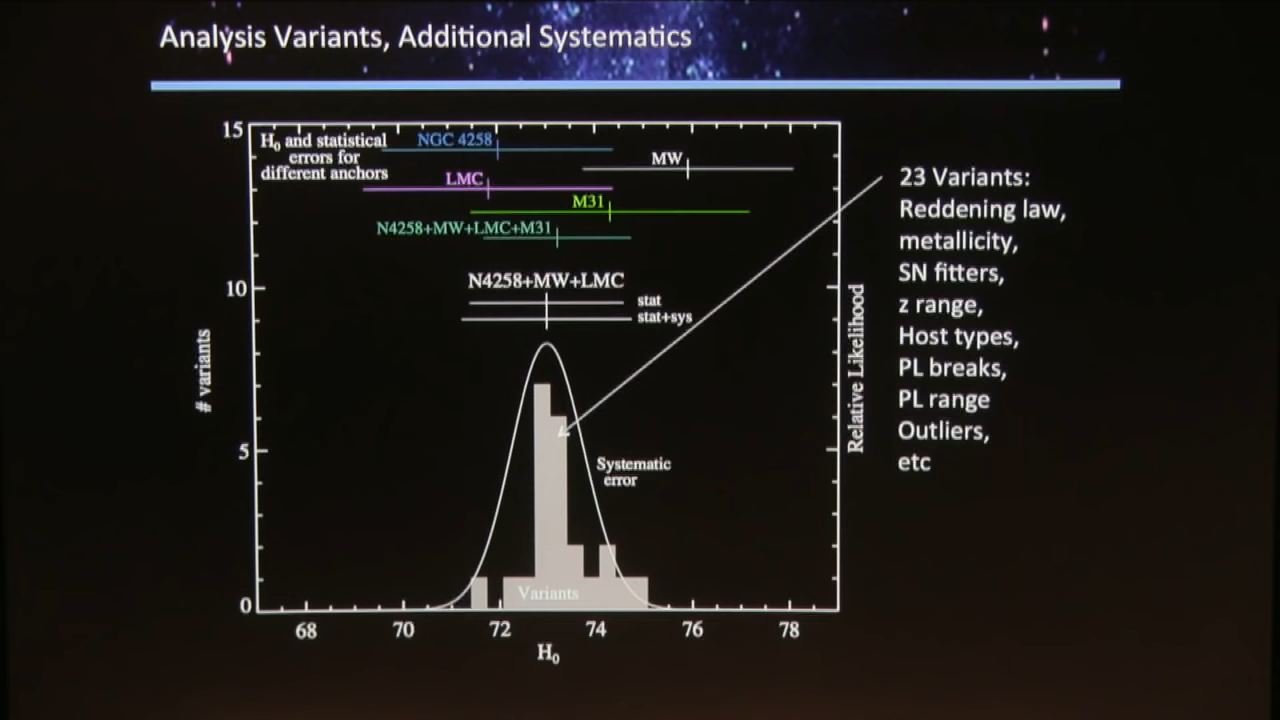 Analysis Variants, Additional Systematics
15
H0 and statistical
errors for
different anchors
NGC 4258
MW
LMC
M31
N4258+MW+LMC+M31
N4258+MW+LMC
stat
stat+sys
10
5
0
# variants
Relative Likelihood
Systematic
error
Variants
68 70 72 74 76 78
H0
23 Variants:
Reddening law,
metallicity,
SN fitters,
z range,
Host types,
PL breaks,
PL range
Outliers,
etc